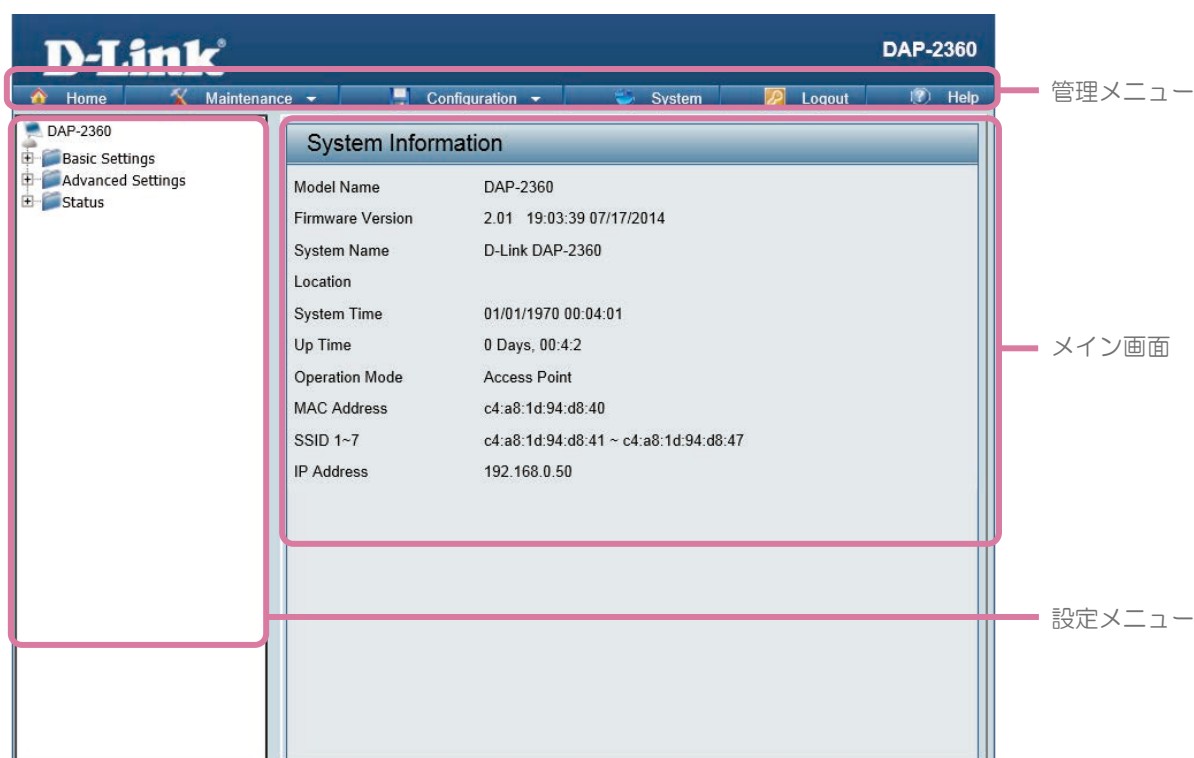 D-Link®
DAP-2360
Home Maintenance Configuration System Logout Help
管理メニュー
DAP-2360
Basic Settings
Advanced Settings
Status
System Information
Model Name DAP-2360
Firmware Version 2.01 19:03:39 07/17/2014
System Name D-Link DAP-2360
Location
System Time 01/01/1970 00:04:01
Up Time 0 Days, 00:4:2
Operation Mode Access Point
MAC Address c4:a8:1d:94:d8:40
SSID 1~7 c4:a8:1d:94:d8:41 ~ c4:a8:1d:94:d8:47
IP Address 192.168.0.50
メイン画面
設定メニュー